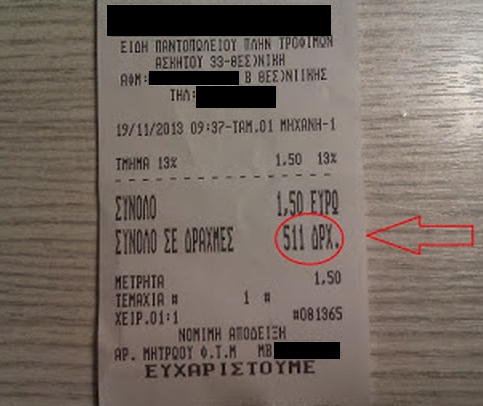 ΕΙΔΗ ΠΑΝΤΟΠΩΛΕΙΟΥ ΠΛΗΝ ΤΡΟΦΙΜΩΝ
ΑΣΚΗΤΟΥ 33-ΘΕΣ)ΝΙΚΗ
ΑΦΜ: Β ΘΕΣ)ΝΙΙΚΗΣ
ΤΗΛ:
19/11/2013 09:37-ΤΑΜ.01 ΜΗΧΑΝΗ-1
ΤΜΗΜΑ 13% 1,50 13%
ΣΥΝΟΛΟ 1,50 ΕΥΡΩ
ΣΥΝΟΛΟ ΣΕ ΔΡΑΧΜΕΣ 511 ΔΡΧ.
ΜΕΤΡΗΤΑ 1,50
ΤΕΜΑΧΙΑ # 1 #
ΧΕΙΡ.01:1 #081365
ΝΟΜΙΜΗ ΑΠΟΔΕΙΞΗ
ΑΡ. ΜΗΤΡΩΟΥ Φ.Τ.Μ ΜΒ
ΕΥΧΑΡΙΣΤΟΥΜΕ